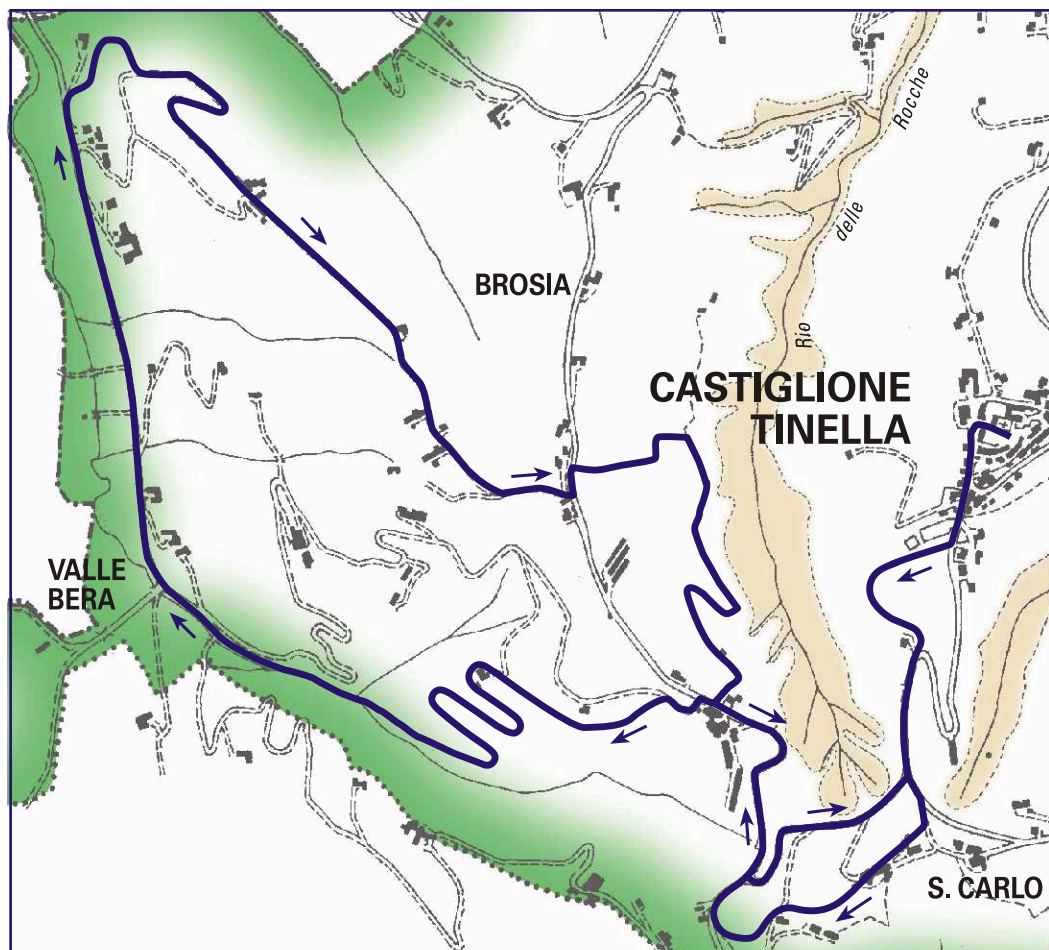 Rocche
delle
Rio
BROSIA
CASTIGLIONE
TINELLA
VALLE
BERA
S. CARLO